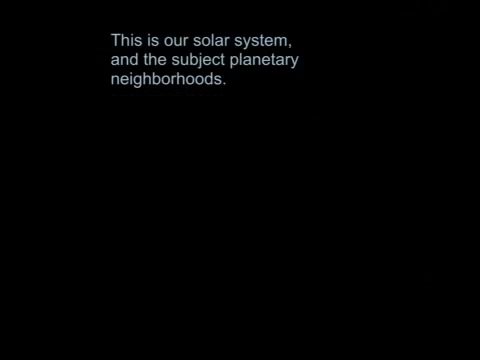 This is our solar system,
and the subject planetary
neighborhoods.